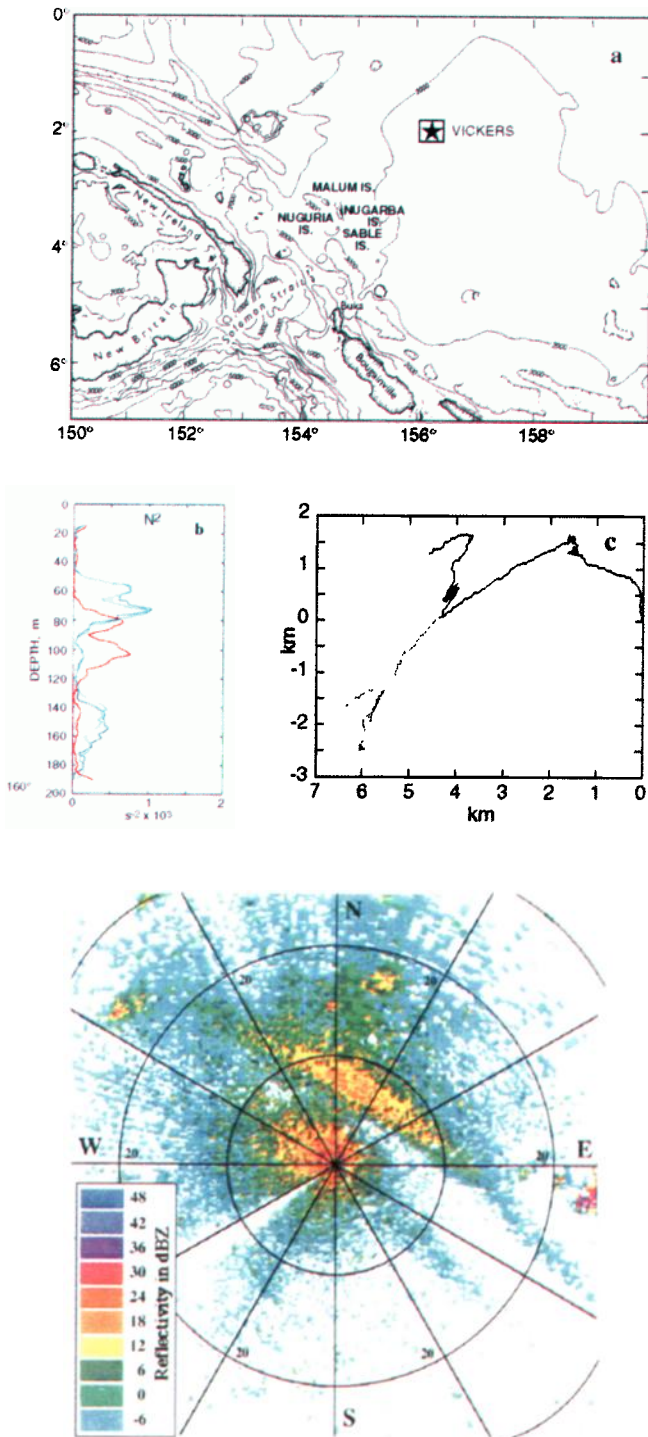 0°
a
2°
VICKERS
MALUM IS.
NUGURIA IS.
NUGARBA IS.
SABLE IS.
New Ireland
4°
Solomon Strait
Buka
New Britain
Bougainville
6°
150° 152° 154° 156° 158°
160°
N²
b
0
20
40
60
80
100
120
140
160
180
200
DEPTH, m
0 1 2
s⁻² x 10³
c
2
1
0
-1
-2
-3
km
7 6 5 4 3 2 1 0
km
N
20 20
W 20
20 E
20 20
S
48
42
36
30
24
18
12
6
0
-6
Reflectivity in dBZ